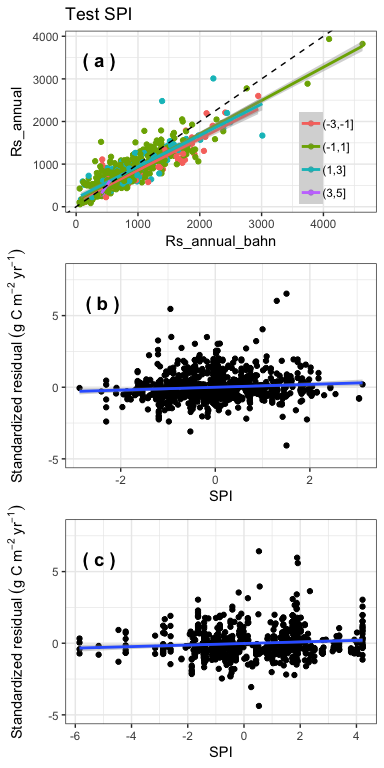 Test SPI
( a )
Rs_annual
4000
3000
2000
1000
0
(-3,-1]
(-1,1]
(1,3]
(3,5]
0 1000 2000 3000 4000
Rs_annual_bahn
( b )
Standardized residual (g C m⁻² yr⁻¹)
5
0
-5
-2 0 2
SPI
( c )
Standardized residual (g C m⁻² yr⁻¹)
5
0
-5
-6 -4 -2 0 2 4
SPI